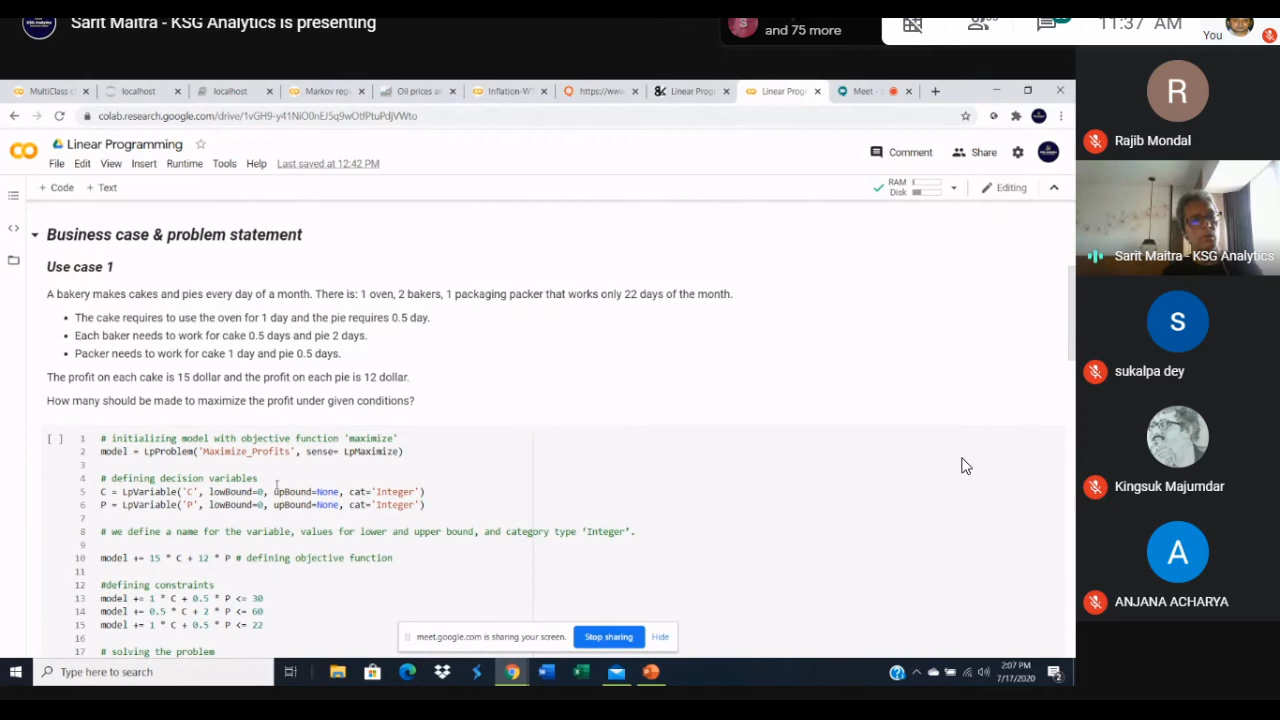 Sarit Maitra - KSG Analytics is presenting
and 75 more
11:37 AM
You
MultiClass cl
localhost
localhost
Markov regi
Oil prices an
Inflation-WT
https://www
Linear Progr
Linear Progr
Meet -
colab.research.google.com/drive/1vGH9-y41NiO0nEJ5q9wOtfPtuPdjVWto
Linear Programming
File Edit View Insert Runtime Tools Help Last saved at 12:42 PM
Comment Share
+ Code + Text
RAM
Disk
Editing
Business case & problem statement
Use case 1
A bakery makes cakes and pies every day of a month. There is: 1 oven, 2 bakers, 1 packaging packer that works only 22 days of the month.
• The cake requires to use the oven for 1 day and the pie requires 0.5 day.
• Each baker needs to work for cake 0.5 days and pie 2 days.
• Packer needs to work for cake 1 day and pie 0.5 days.
The profit on each cake is 15 dollar and the profit on each pie is 12 dollar.
How many should be made to maximize the profit under given conditions?
[ ] 1 # initializing model with objective function 'maximize'
2 model = LpProblem('Maximize_Profits', sense= LpMaximize)
3
4 # defining decision variables
5 C = LpVariable('C', lowBound=0, upBound=None, cat='Integer')
6 P = LpVariable('P', lowBound=0, upBound=None, cat='Integer')
7
8 # we define a name for the variable, values for lower and upper bound, and category type ‘Integer’.
9
10 model += 15 * C + 12 * P # defining objective function
11
12 #defining constraints
13 model += 1 * C + 0.5 * P <= 30
14 model += 0.5 * C + 2 * P <= 60
15 model += 1 * C + 0.5 * P <= 22
16
17 # solving the problem
meet.google.com is sharing your screen. Stop sharing Hide
Type here to search
2:07 PM
7/17/2020
2
R
Rajib Mondal
Sarit Maitra - KSG Analytics
s
sukalpa dey
Kingsuk Majumdar
A
ANJANA ACHARYA